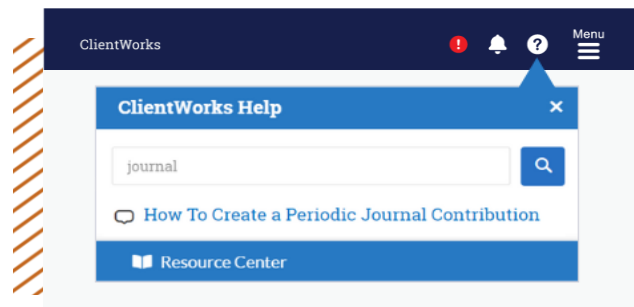 Menu
ClientWorks
ClientWorks Help
journal
How To Create a Periodic Journal Contribution
Resource Center